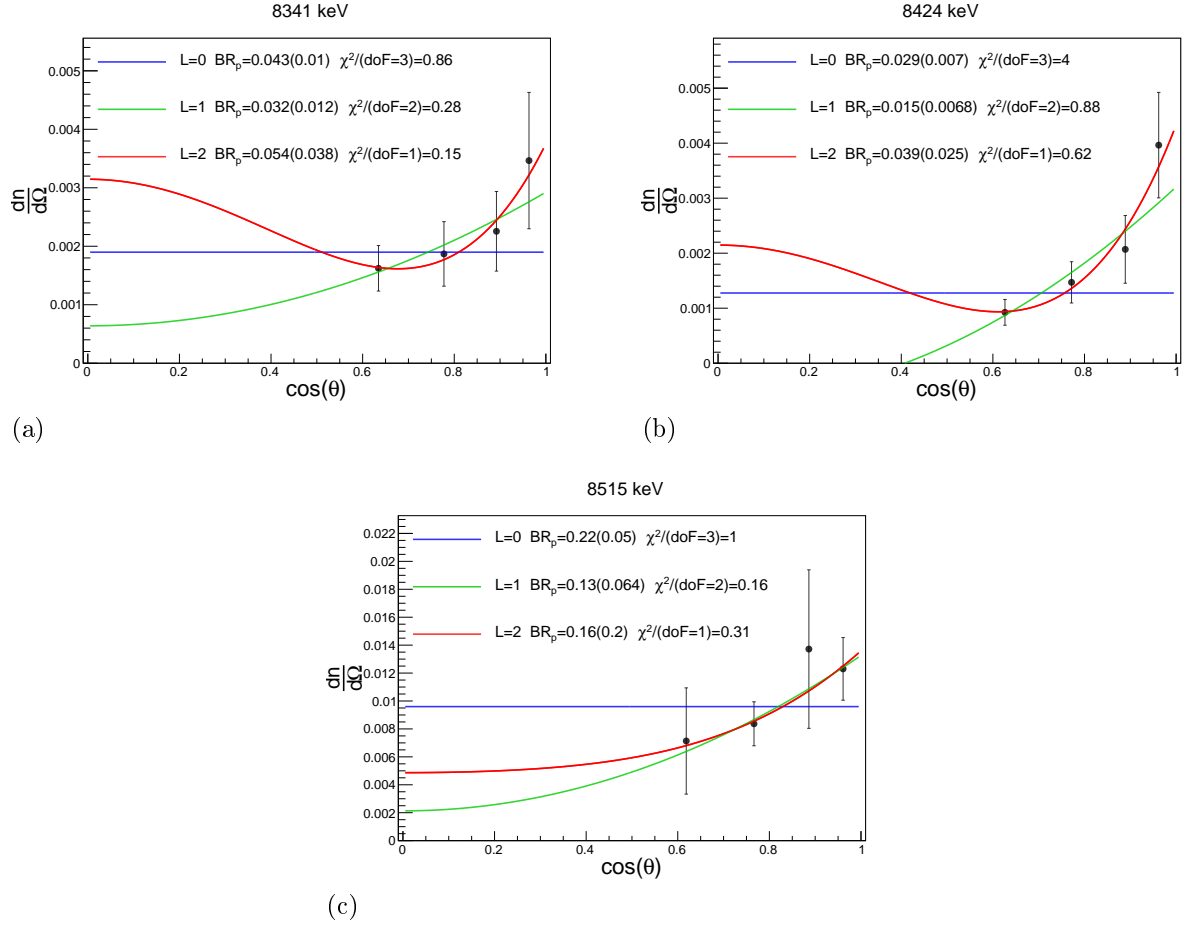 8341 keV
L=0 BRp=0.043(0.01) χ²/(doF=3)=0.86
L=1 BRp=0.032(0.012) χ²/(doF=2)=0.28
L=2 BRp=0.054(0.038) χ²/(doF=1)=0.15
0.005
0.004
0.003
0.002
0.001
0
dn
dΩ
0 0.2 0.4 0.6 0.8 1
cos(θ)
(a)
8424 keV
L=0 BRp=0.029(0.007) χ²/(doF=3)=4
L=1 BRp=0.015(0.0068) χ²/(doF=2)=0.88
L=2 BRp=0.039(0.025) χ²/(doF=1)=0.62
0.005
0.004
0.003
0.002
0.001
0
dn
dΩ
0 0.2 0.4 0.6 0.8 1
cos(θ)
(b)
8515 keV
L=0 BRp=0.22(0.05) χ²/(doF=3)=1
L=1 BRp=0.13(0.064) χ²/(doF=2)=0.16
L=2 BRp=0.16(0.2) χ²/(doF=1)=0.31
0.022
0.02
0.018
0.016
0.014
0.012
0.01
0.008
0.006
0.004
0.002
0
dn
dΩ
0 0.2 0.4 0.6 0.8 1
cos(θ)
(c)